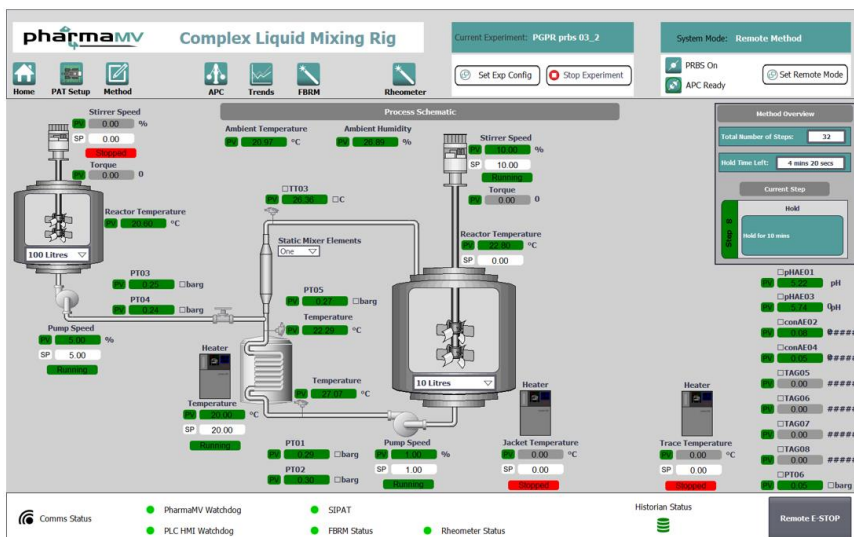 pharmaMV
Complex Liquid Mixing Rig
Current Experiment: PGPR prbs 03_2
System Mode: Remote Method
Set Exp Config
Stop Experiment
PRBS On
APC Ready
Set Remote Mode
Home
PAT Setup
Method
APC
Trends
FBRM
Rheometer
Process Schematic
Stirrer Speed
PV 0.00 %
SP 0.00
Stopped
Torque
PV 0.00 0
Reactor Temperature
PV 20.00 °C
100 Litres
Ambient Temperature
PV 20.97 °C
Ambient Humidity
PV 26.89 %
□TT03
PV 26.36 □C
Static Mixer Elements
One
PT03
PV 0.25 □barg
PT04
PV 0.24 □barg
PT05
PV 0.27 □barg
Temperature
PV 22.29 °C
Pump Speed
PV 5.00 %
SP 5.00
Running
Heater
Temperature
PV 20.00 °C
SP 20.00
Running
Temperature
PV 27.07 °C
PT01
PV 0.29 □barg
PT02
PV 0.30 □barg
Stirrer Speed
PV 10.00 %
SP 10.00
Running
Torque
PV 0.00 0
Reactor Temperature
PV 22.80 °C
SP 0.00
10 Litres
Pump Speed
PV 1.00 %
SP 1.00
Running
Heater
Jacket Temperature
PV 0.00 °C
SP 0.00
Stopped
Heater
Trace Temperature
PV 0.00 °C
SP 0.00
Stopped
Method Overview
Total Number of Steps: 32
Hold Time Left: 4 mins 20 secs
Current Step
Step 8
Hold
Hold for 10 mins
□pHAE01
PV 5.22 pH
□pHAE03
PV 5.74 pH
□conAE02
PV 0.08 #####
□conAE04
PV 0.05 #####
□TAG05
PV 0.00 #####
□TAG06
PV 0.00 #####
□TAG07
PV 0.00 #####
□TAG08
PV 0.00 #####
□PT06
PV 0.05 □barg
Comms Status
PharmaMV Watchdog
PLC HMI Watchdog
SIPAT
FBRM Status
Rheometer Status
Historian Status
Remote E-STOP